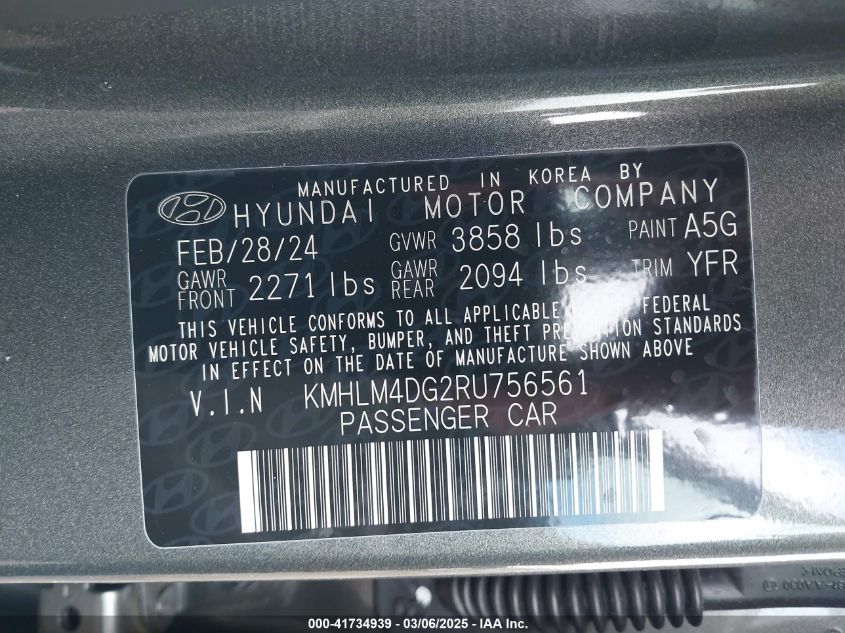 MANUFACTURED IN KOREA BY
HYUNDAI MOTOR COMPANY
FEB/28/24 GVWR 3858 lbs PAINT A5G
GAWR FRONT 2271 lbs GAWR REAR 2094 lbs TRIM YFR
THIS VEHICLE CONFORMS TO ALL APPLICABLE FEDERAL
MOTOR VEHICLE SAFETY, BUMPER, AND THEFT PREVENTION STANDARDS
IN EFFECT ON THE DATE OF MANUFACTURE SHOWN ABOVE
V.I.N KMHLM4DG2RU756561
PASSENGER CAR
000-41734939 - 03/06/2025 - IAA Inc.